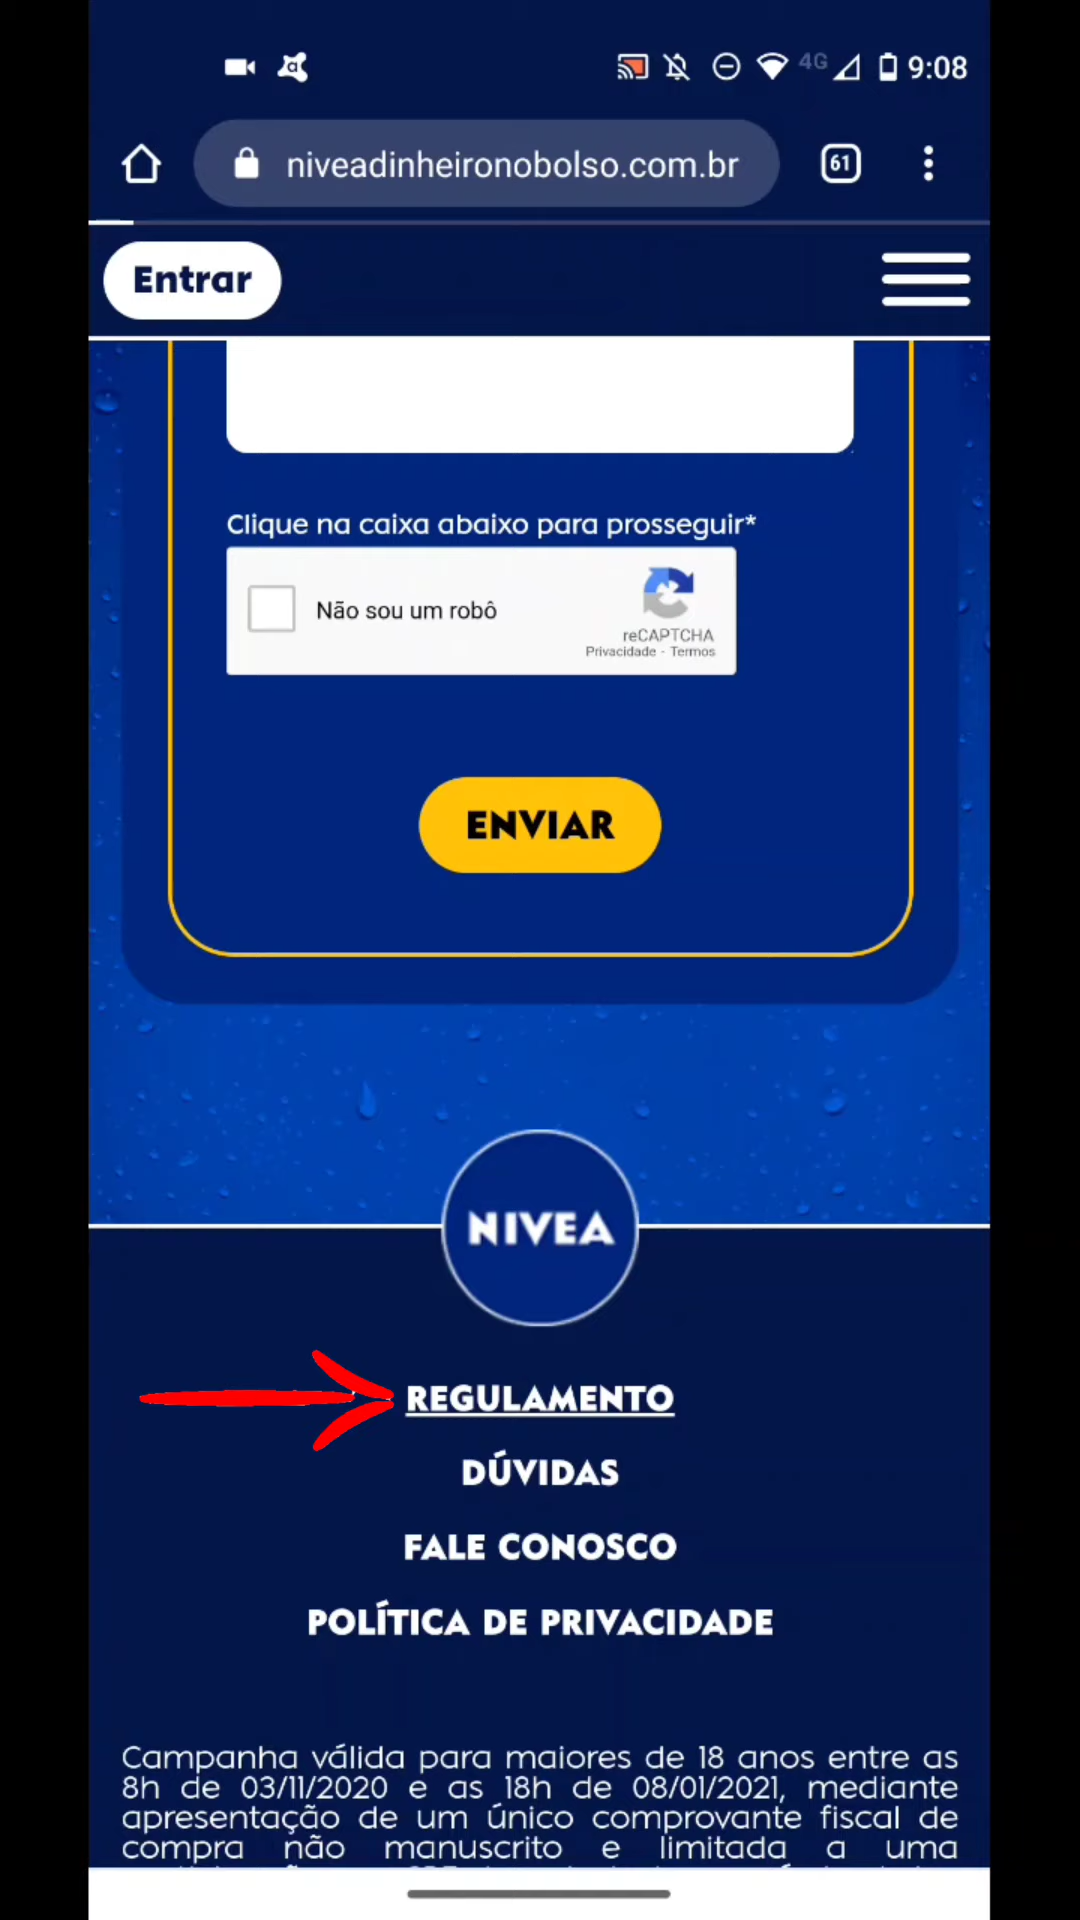 4G 9:08
niveadinheironobolso.com.br 61
Entrar
Clique na caixa abaixo para prosseguir*
Não sou um robô
reCAPTCHA
Privacidade - Termos
ENVIAR
NIVEA
REGULAMENTO
DÚVIDAS
FALE CONOSCO
POLÍTICA DE PRIVACIDADE
Campanha válida para maiores de 18 anos entre as
8h de 03/11/2020 e as 18h de 08/01/2021, mediante
apresentação de um único comprovante fiscal de
compra não manuscrito e limitada a uma